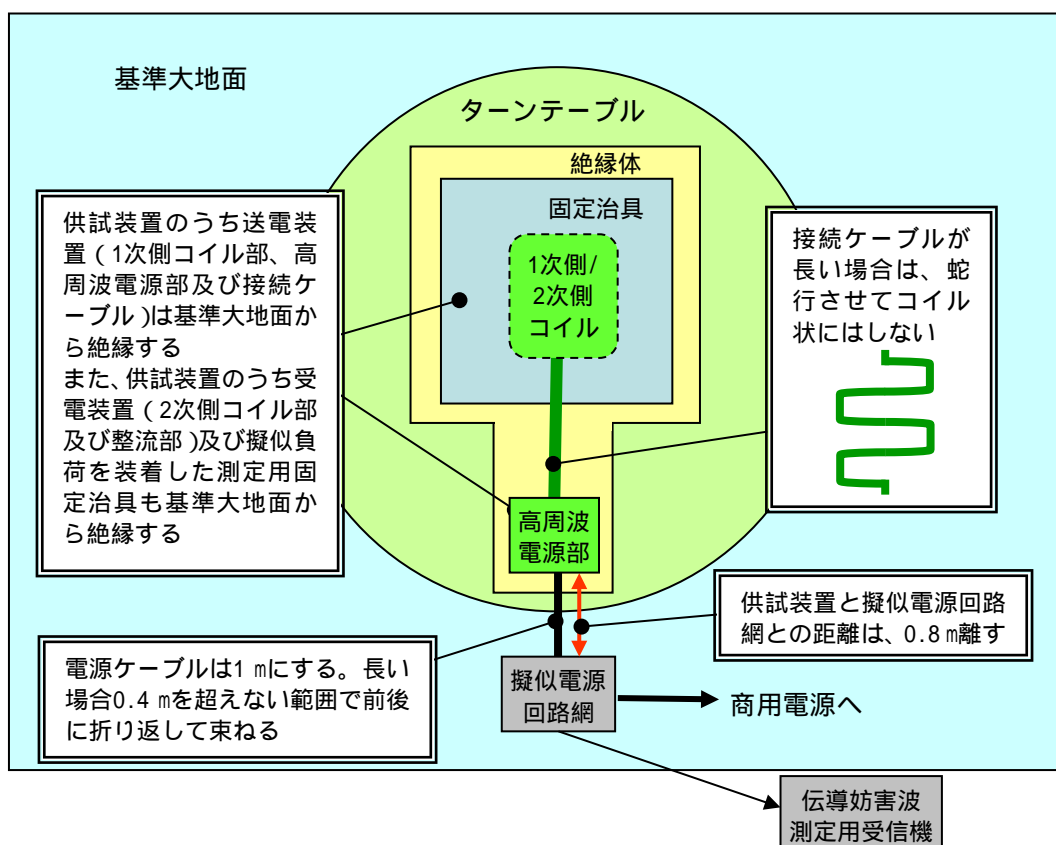 基準大地面
ターンテーブル
絶縁体
固定治具
1次側/
2次側
コイル
供試装置のうち送電装
置(1次側コイル部、高
周波電源部及び接続ケ
ーブル)は基準大地面か
ら絶縁する
また、供試装置のうち受
電装置(2次側コイル部
及び整流部)及び擬似負
荷を装着した測定用固
定治具も基準大地面か
ら絶縁する
接続ケーブルが
長い場合は、蛇
行させてコイル
状にはしない
高周波
電源部
供試装置と擬似電源回路
網との距離は、0.8 m離す
電源ケーブルは1 mにする。長い
場合0.4 mを超えない範囲で前後
に折り返して束ねる
擬似電源
回路網
商用電源へ
伝導妨害波
測定用受信機